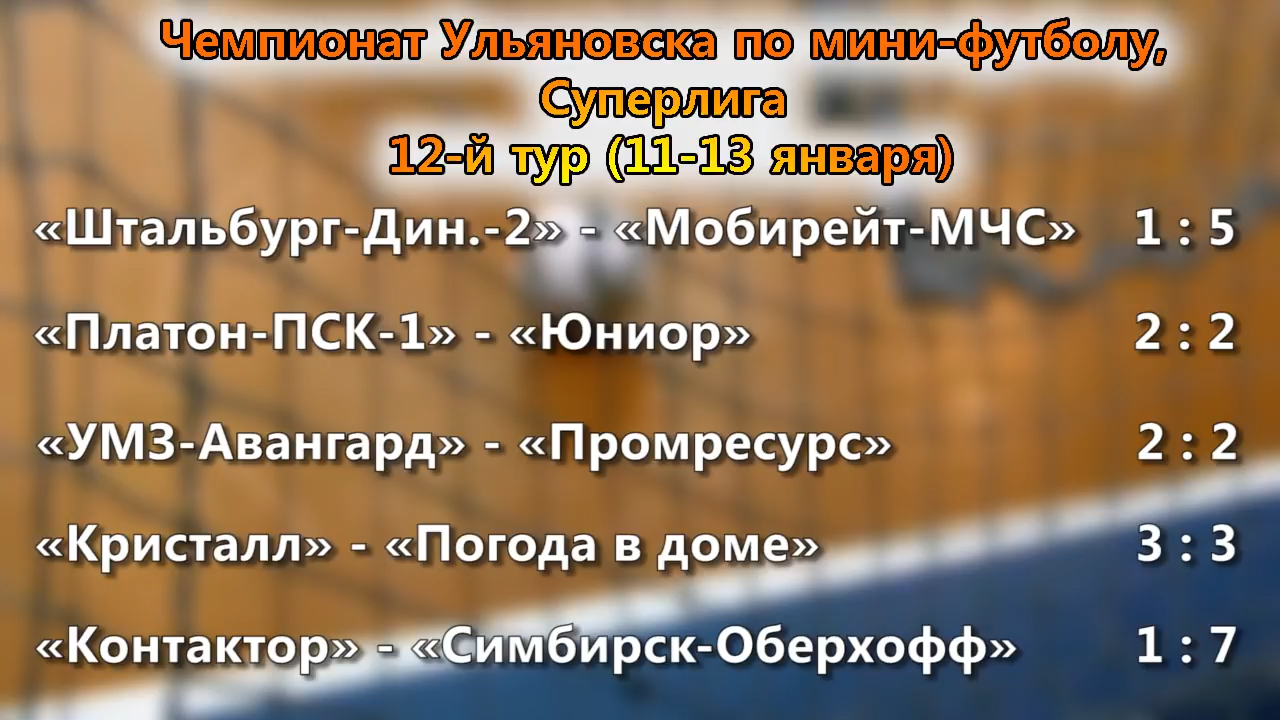 Чемпионат Ульяновска по мини-футболу,
Суперлига
12-й тур (11-13 января)
«Штальбург-Дин.-2» - «Мобирейт-МЧС» 1 : 5
«Платон-ПСК-1» - «Юниор» 2 : 2
«УМЗ-Авангард» - «Промресурс» 2 : 2
«Кристалл» - «Погода в доме» 3 : 3
«Контактор» - «Симбирск-Оберхофф» 1 : 7